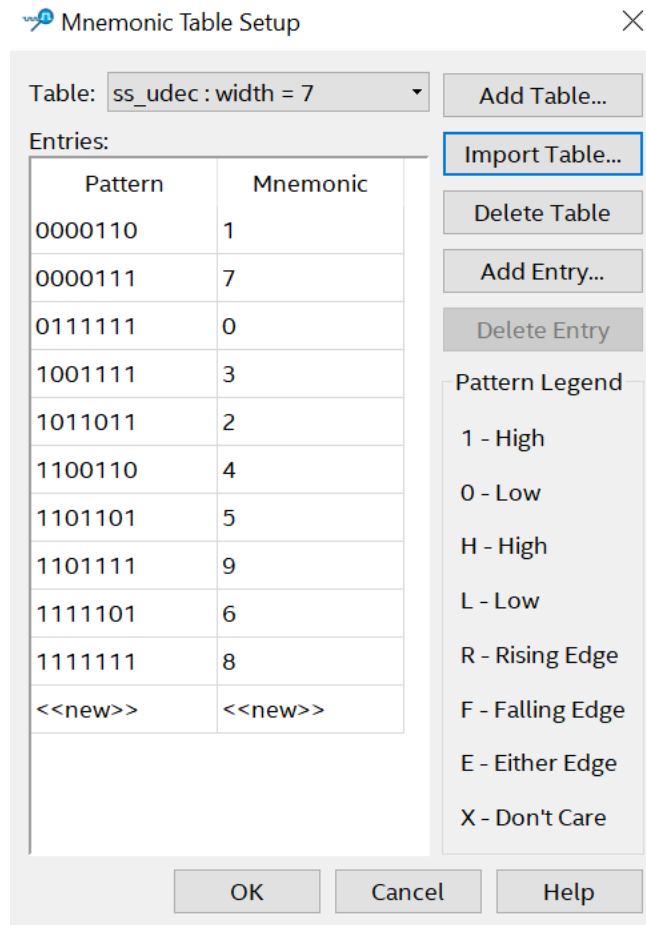 Mnemonic Table Setup
Table: ss_udec : width = 7
Add Table...
Entries:
Import Table...
Pattern Mnemonic
Delete Table
0000110 1
0000111 7
Add Entry...
0111111 0
Delete Entry
1001111 3
Pattern Legend
1011011 2
1 - High
1100110 4
0 - Low
1101101 5
H - High
1101111 9
L - Low
1111101 6
R - Rising Edge
1111111 8
<<new>> <<new>>
F - Falling Edge
E - Either Edge
X - Don't Care
OK Cancel Help